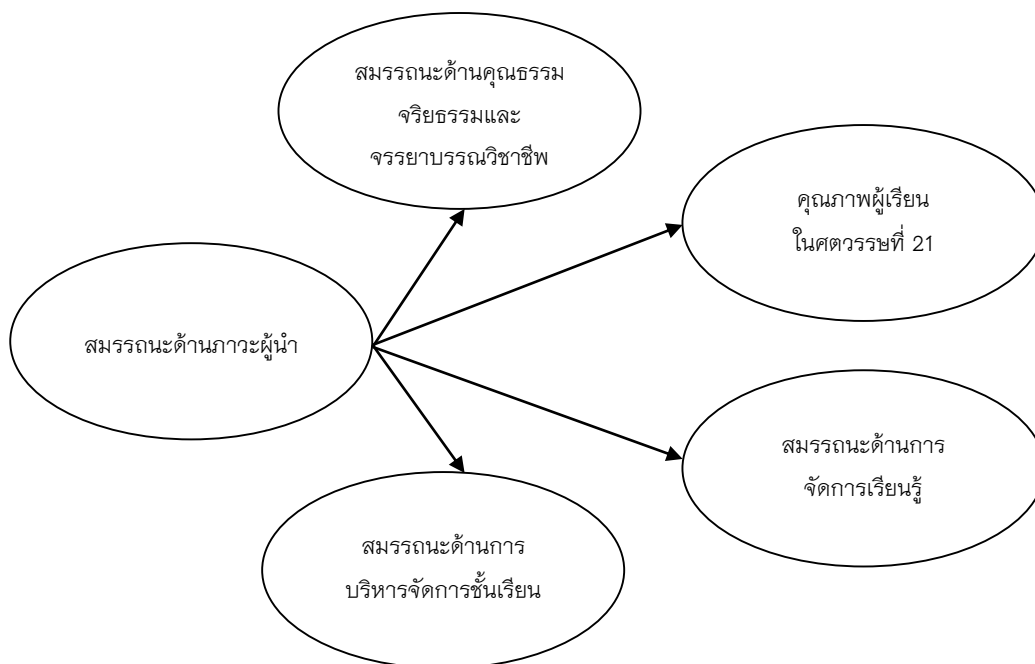 สมรรถนะด้านคุณธรรม
จริยธรรมและ
จรรยาบรรณวิชาชีพ
คุณภาพผู้เรียน
ในศตวรรษที่ 21
สมรรถนะด้านภาวะผู้นำ
สมรรถนะด้านการ
จัดการเรียนรู้
สมรรถนะด้านการ
บริหารจัดการชั้นเรียน